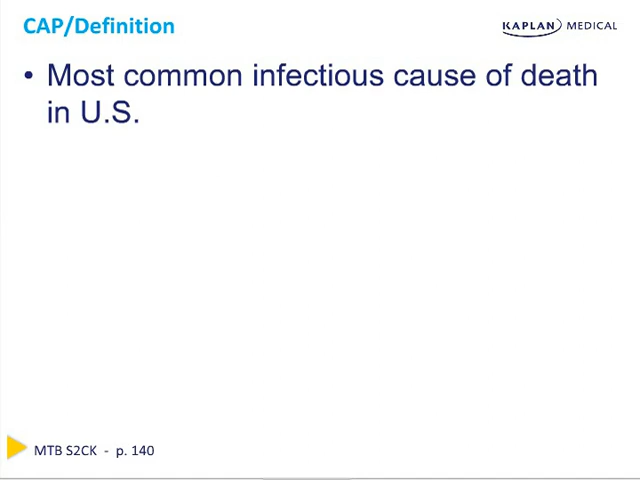 CAP/Definition
KAPLAN MEDICAL
• Most common infectious cause of death
in U.S.
MTB S2CK - p. 140